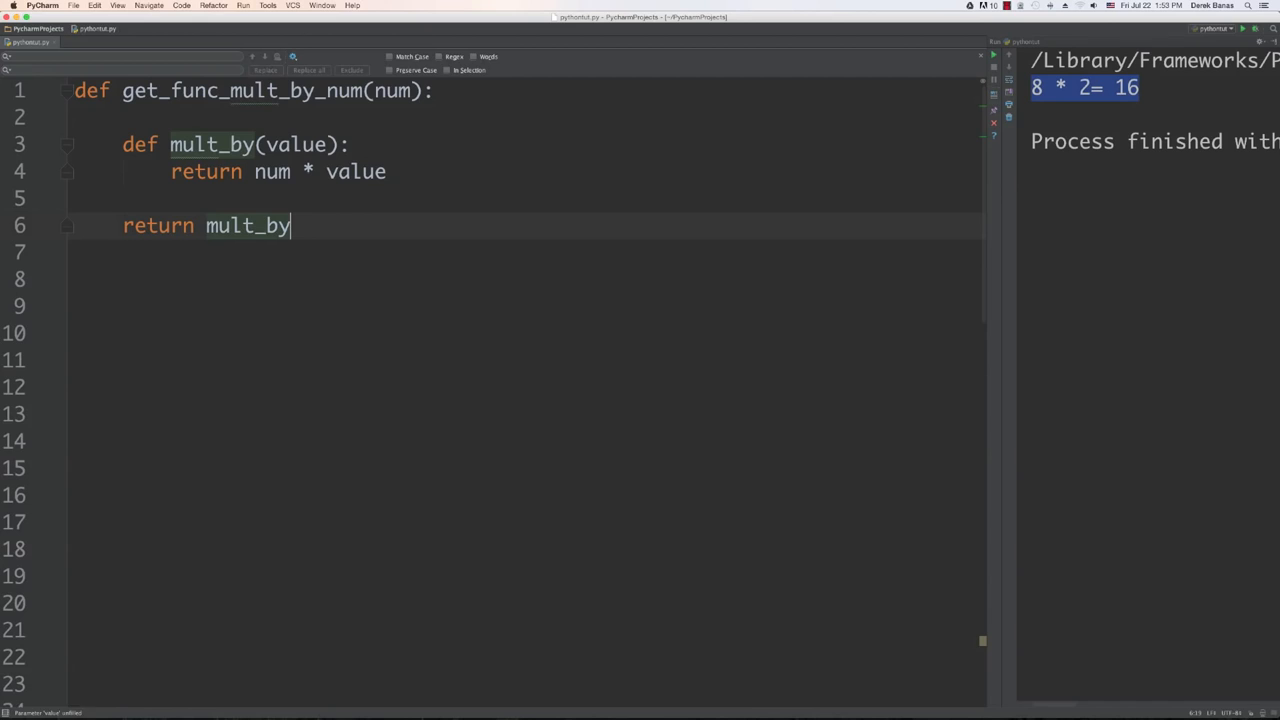 PyCharm File Edit View Navigate Code Refactor Run Tools VCS Window Help
10 Fri Jul 22 1:53 PM Derek Banas
pythontut.py - PycharmProjects - [~/PycharmProjects]
PycharmProjects pythontut.py pythontut
pythontut.py Run pythontut
Match Case Regex Words
Replace Replace all Exclude Preserve Case In Selection
1 def get_func_mult_by_num(num):
2
3 def mult_by(value):
4 return num * value
5
6 return mult_by
7
8
9
10
11
12
13
14
15
16
17
18
19
20
21
22
23
/Library/Frameworks/P
8 * 2= 16
Process finished with
Parameter 'value' unfilled